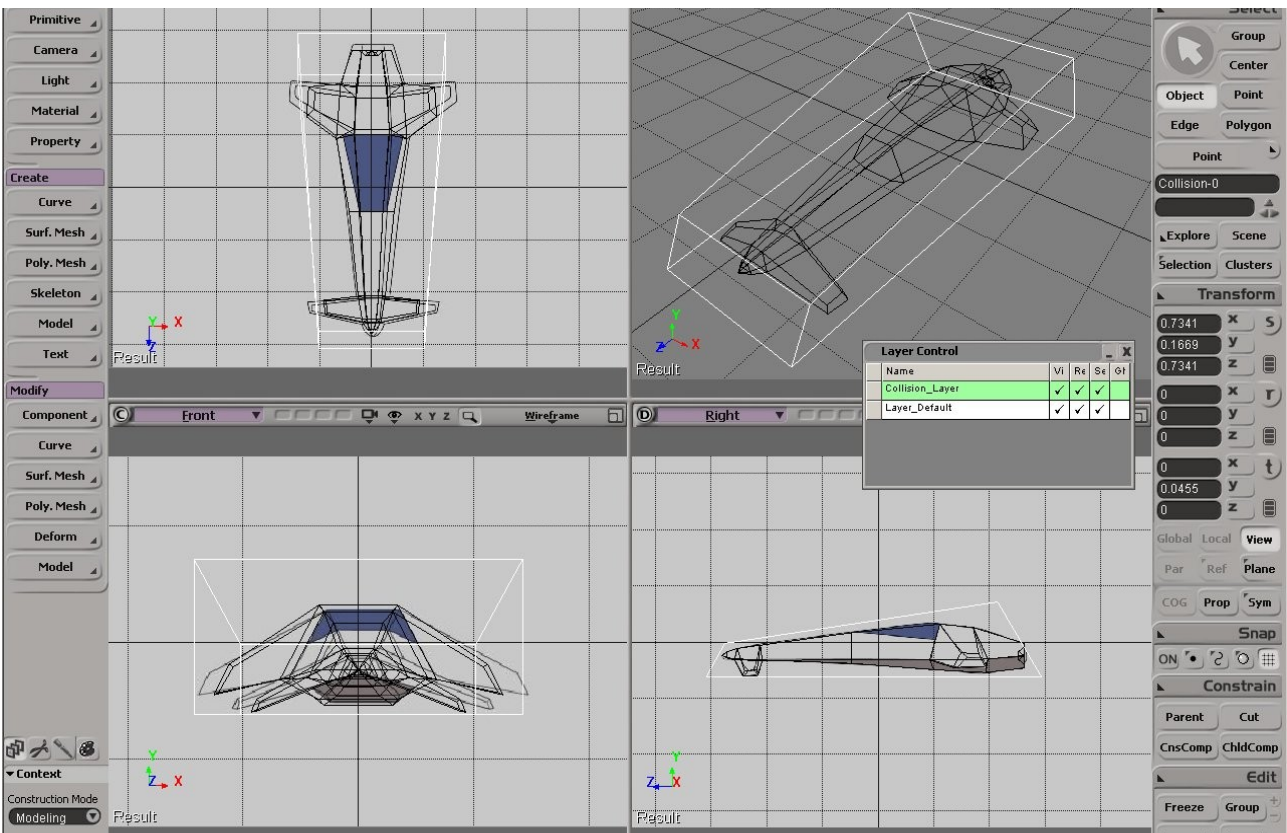 Primitive
Camera
Light
Material
Property
Create
Curve
Surf. Mesh
Poly. Mesh
Skeleton
Model
Text
Modify
Component
Curve
Surf. Mesh
Poly. Mesh
Deform
Model
Context
Construction Mode
Modeling
Y X
Z
Result
Y
Z X
Result
C Front X Y Z Wireframe
Y
Z X
Result
D Right
Y
Z X
Result
Layer Control _ X
Name Vi Re Se Gh
Collision_Layer
Layer_Default
Select
Group
Center
Object Point
Edge Polygon
Point
Collision-0
Explore Scene
Selection Clusters
Transform
0.7341 x s
0.1669 y
0.7341 z
0 x r
0 y
0 z
0 x t
0.0455 y
0 z
Global Local View
Par Ref Plane
COG Prop Sym
Snap
ON
Constrain
Parent Cut
CnsComp ChldComp
Edit
Freeze Group + -